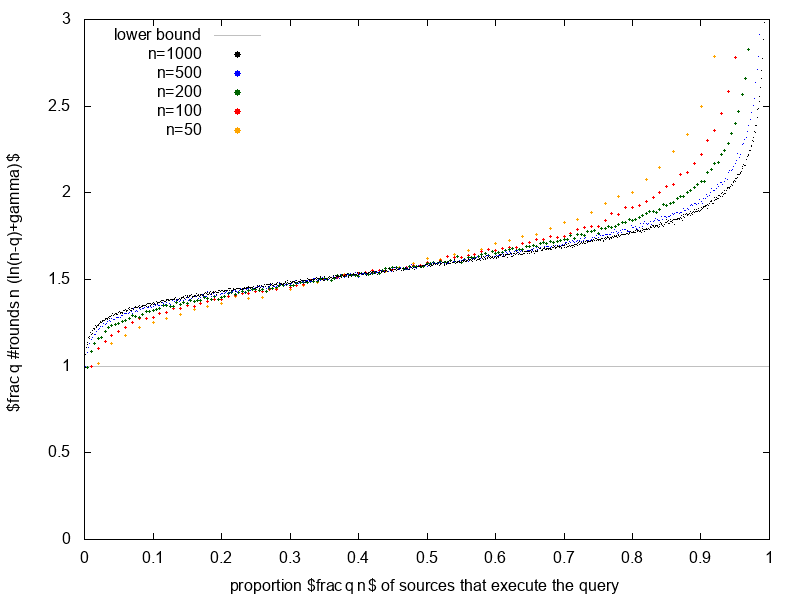 3
2.5
2
1.5
1
0.5
0
lower bound
n=1000
n=500
n=200
n=100
n=50
$frac q #rounds n (ln(n-q)+gamma)$
0 0.1 0.2 0.3 0.4 0.5 0.6 0.7 0.8 0.9 1
proportion $frac q n $ of sources that execute the query